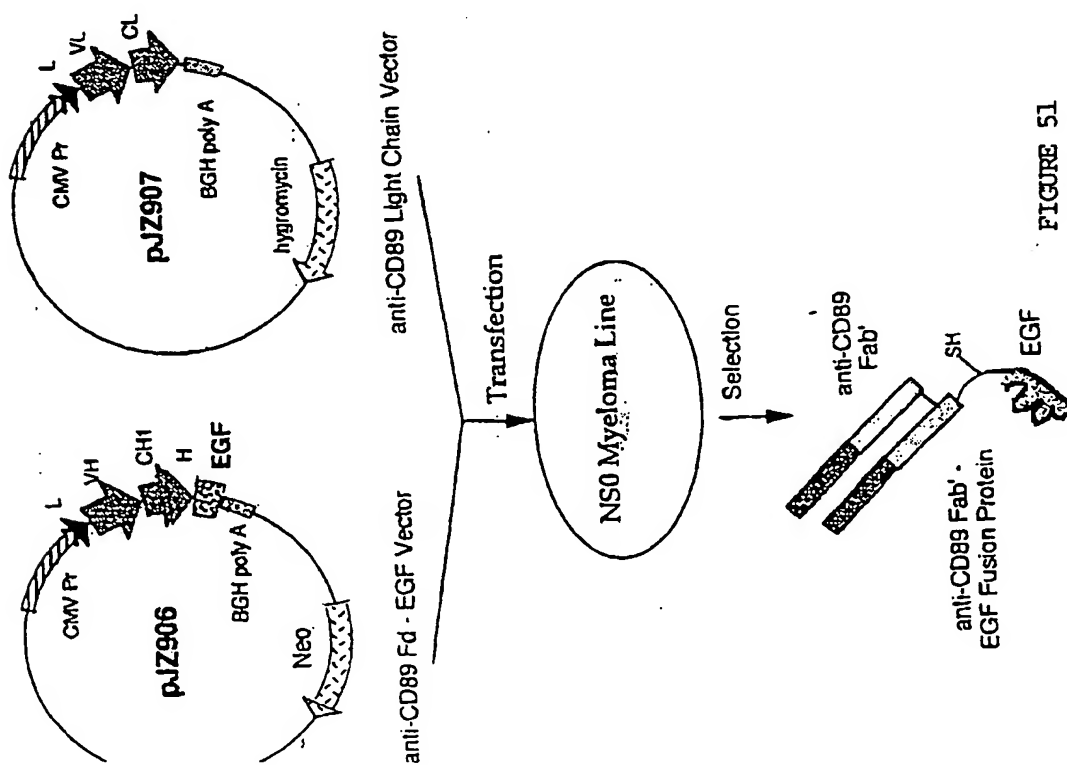 CMV Pr
L
VH
CH1
H
EGF
BGH poly A
pJZ906
Neo
CMV Pr
L
VL
CL
BGH poly A
pJZ907
hygromycin
anti-CD89 Fd - EGF Vector
anti-CD89 Light Chain Vector
Transfection
NS0 Myeloma Line
Selection
anti-CD89
Fab'
SH
EGF
anti-CD89 Fab' -
EGF Fusion Protein
FIGURE 51